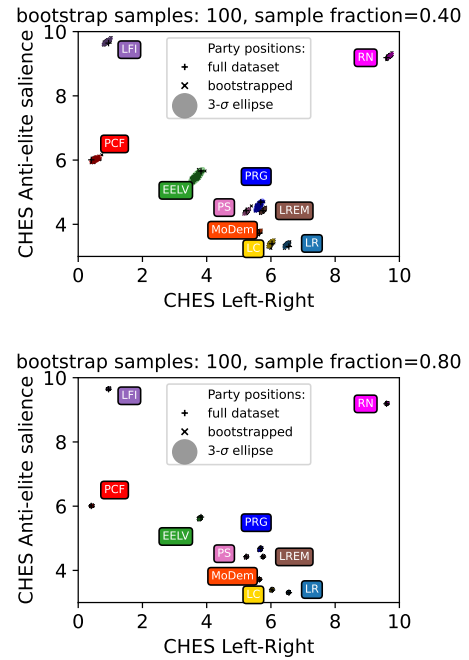 bootstrap samples: 100, sample fraction=0.40
CHES Anti-elite salience
10
8
6
4
LFI
RN
Party positions:
full dataset
bootstrapped
3-σ ellipse
PCF
EELV
PRG
PS
LREM
MoDem
LC
LR
0 2 4 6 8 10
CHES Left-Right
bootstrap samples: 100, sample fraction=0.80
CHES Anti-elite salience
10
8
6
4
LFI
RN
Party positions:
full dataset
bootstrapped
3-σ ellipse
PCF
EELV
PRG
PS
LREM
MoDem
LC
LR
0 2 4 6 8 10
CHES Left-Right